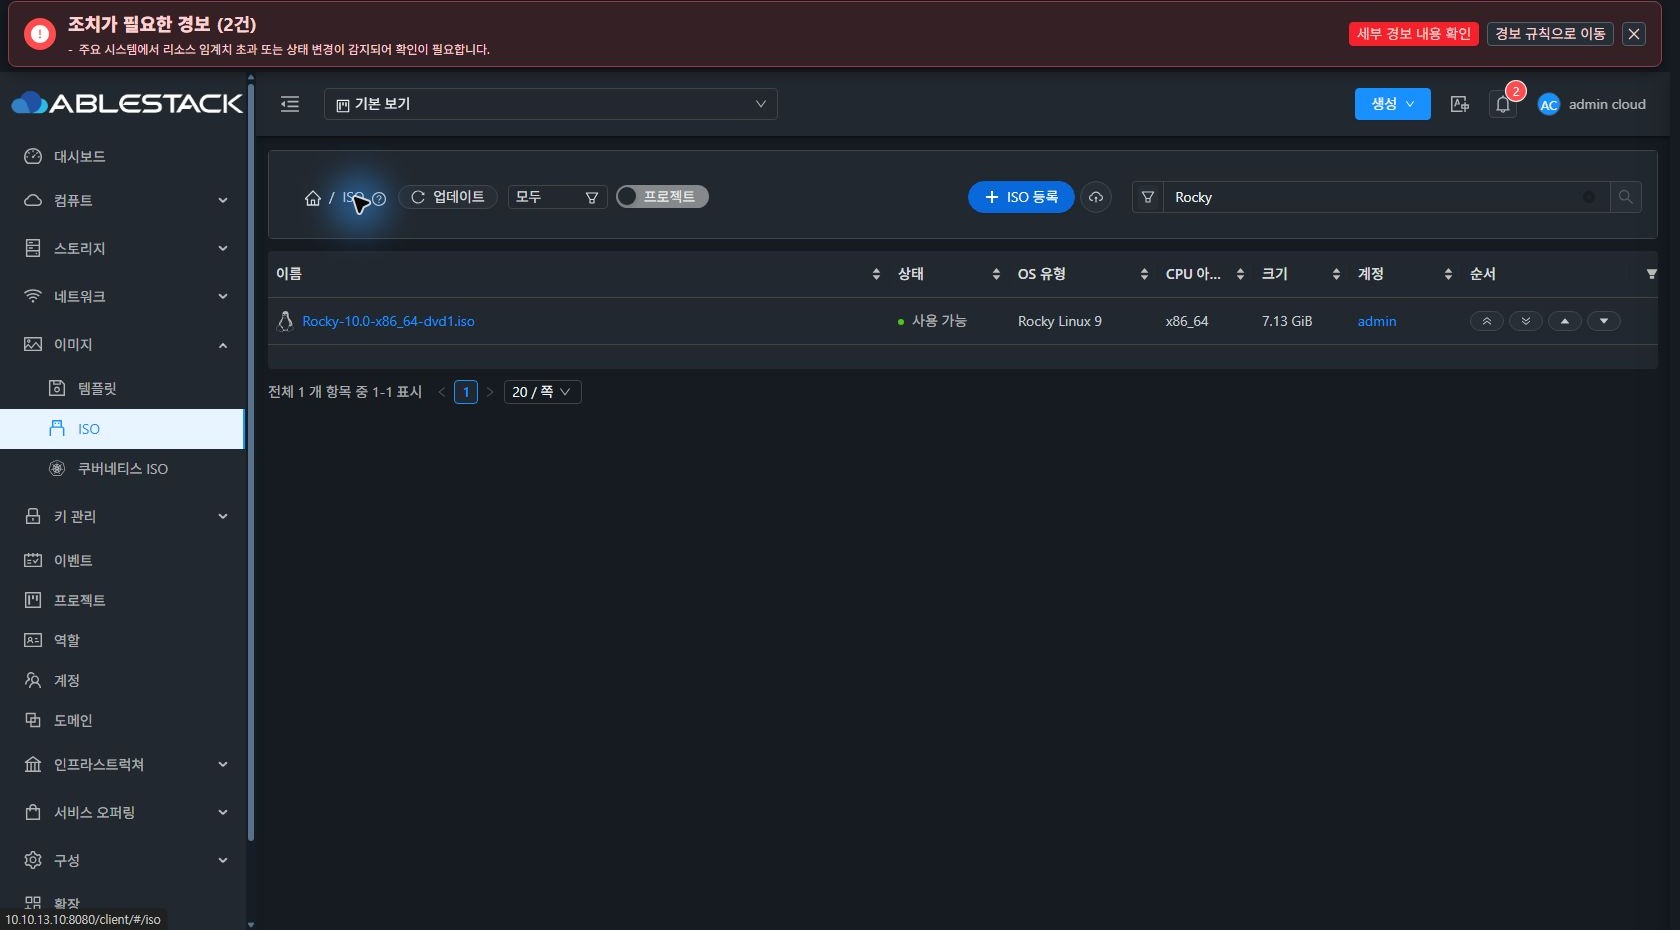 조치가 필요한 경보 (2건)
- 주요 시스템에서 리소스 임계치 초과 또는 상태 변경이 감지되어 확인이 필요합니다.
세부 경보 내용 확인
경보 규칙으로 이동
ABLESTACK
기본 보기
생성
2
AC
admin cloud
대시보드
컴퓨트
스토리지
네트워크
이미지
템플릿
ISO
쿠버네티스 ISO
키 관리
이벤트
프로젝트
역할
계정
도메인
인프라스트럭쳐
서비스 오퍼링
구성
확장
10.10.13.10:8080/client/#/iso
/ ISO
업데이트
모두
프로젝트
ISO 등록
Rocky
이름 상태 OS 유형 CPU 아... 크기 계정 순서
Rocky-10.0-x86_64-dvd1.iso 사용 가능 Rocky Linux 9 x86_64 7.13 GiB admin
전체 1 개 항목 중 1-1 표시 < 1 > 20 / 쪽